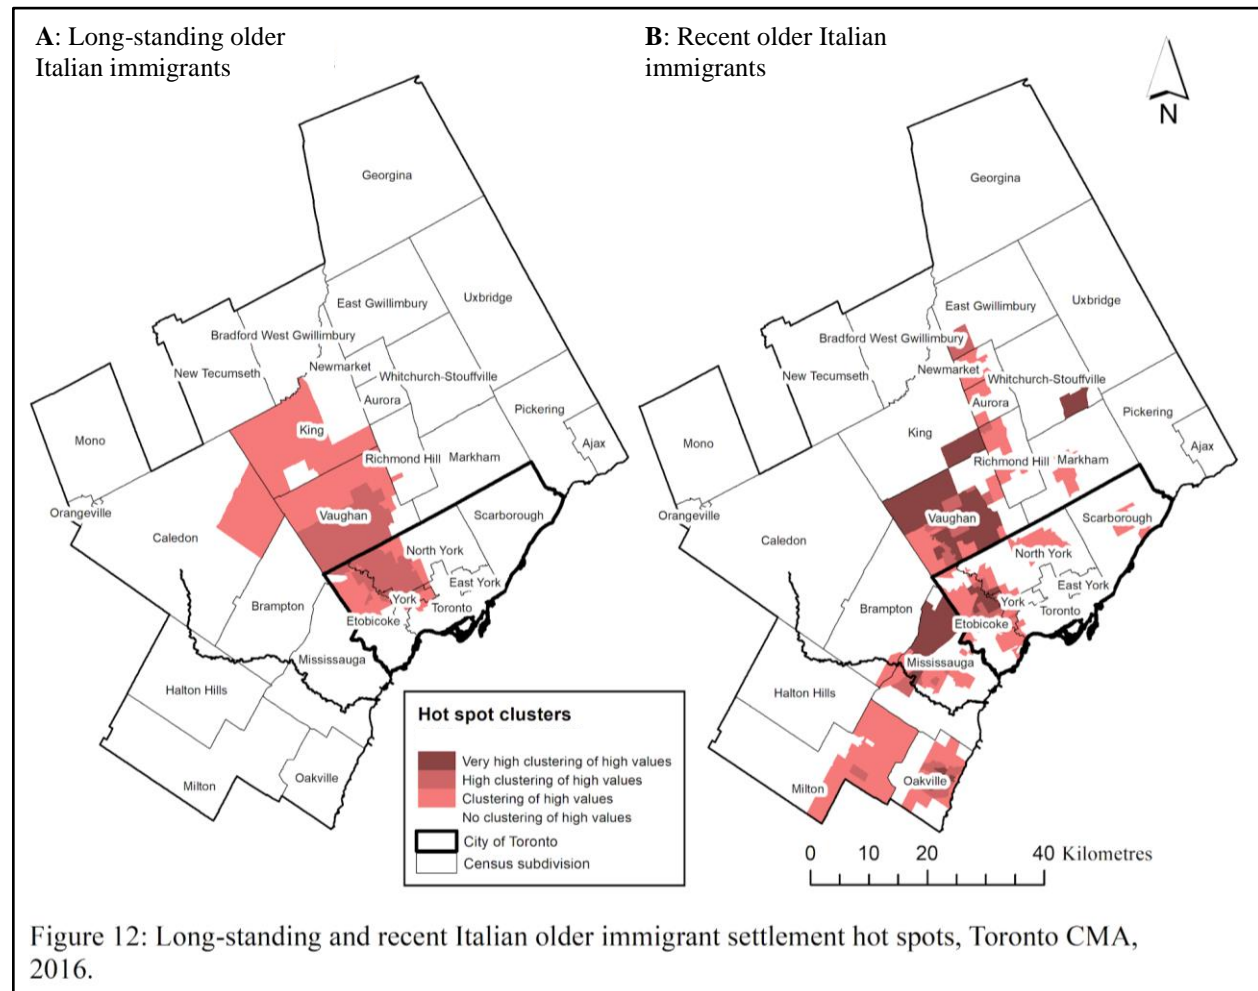 A: Long-standing older
Italian immigrants
B: Recent older Italian
immigrants
N
Georgina
East Gwillimbury
Uxbridge
Bradford West Gwillimbury
New Tecumseth
Newmarket
Whitchurch-Stouffville
Aurora
Pickering
Ajax
Mono
King
Richmond Hill
Markham
Orangeville
Caledon
Vaughan
Scarborough
North York
East York
York
Toronto
Brampton
Etobicoke
Mississauga
Halton Hills
Milton
Oakville
Georgina
East Gwillimbury
Uxbridge
Bradford West Gwillimbury
New Tecumseth
Newmarket
Whitchurch-Stouffville
Aurora
Pickering
Ajax
Mono
King
Richmond Hill
Markham
Orangeville
Caledon
Vaughan
Scarborough
North York
East York
York
Toronto
Brampton
Etobicoke
Mississauga
Halton Hills
Milton
Oakville
Hot spot clusters
Very high clustering of high values
High clustering of high values
Clustering of high values
No clustering of high values
City of Toronto
Census subdivision
0 10 20 40 Kilometres
Figure 12: Long-standing and recent Italian older immigrant settlement hot spots, Toronto CMA,
2016.